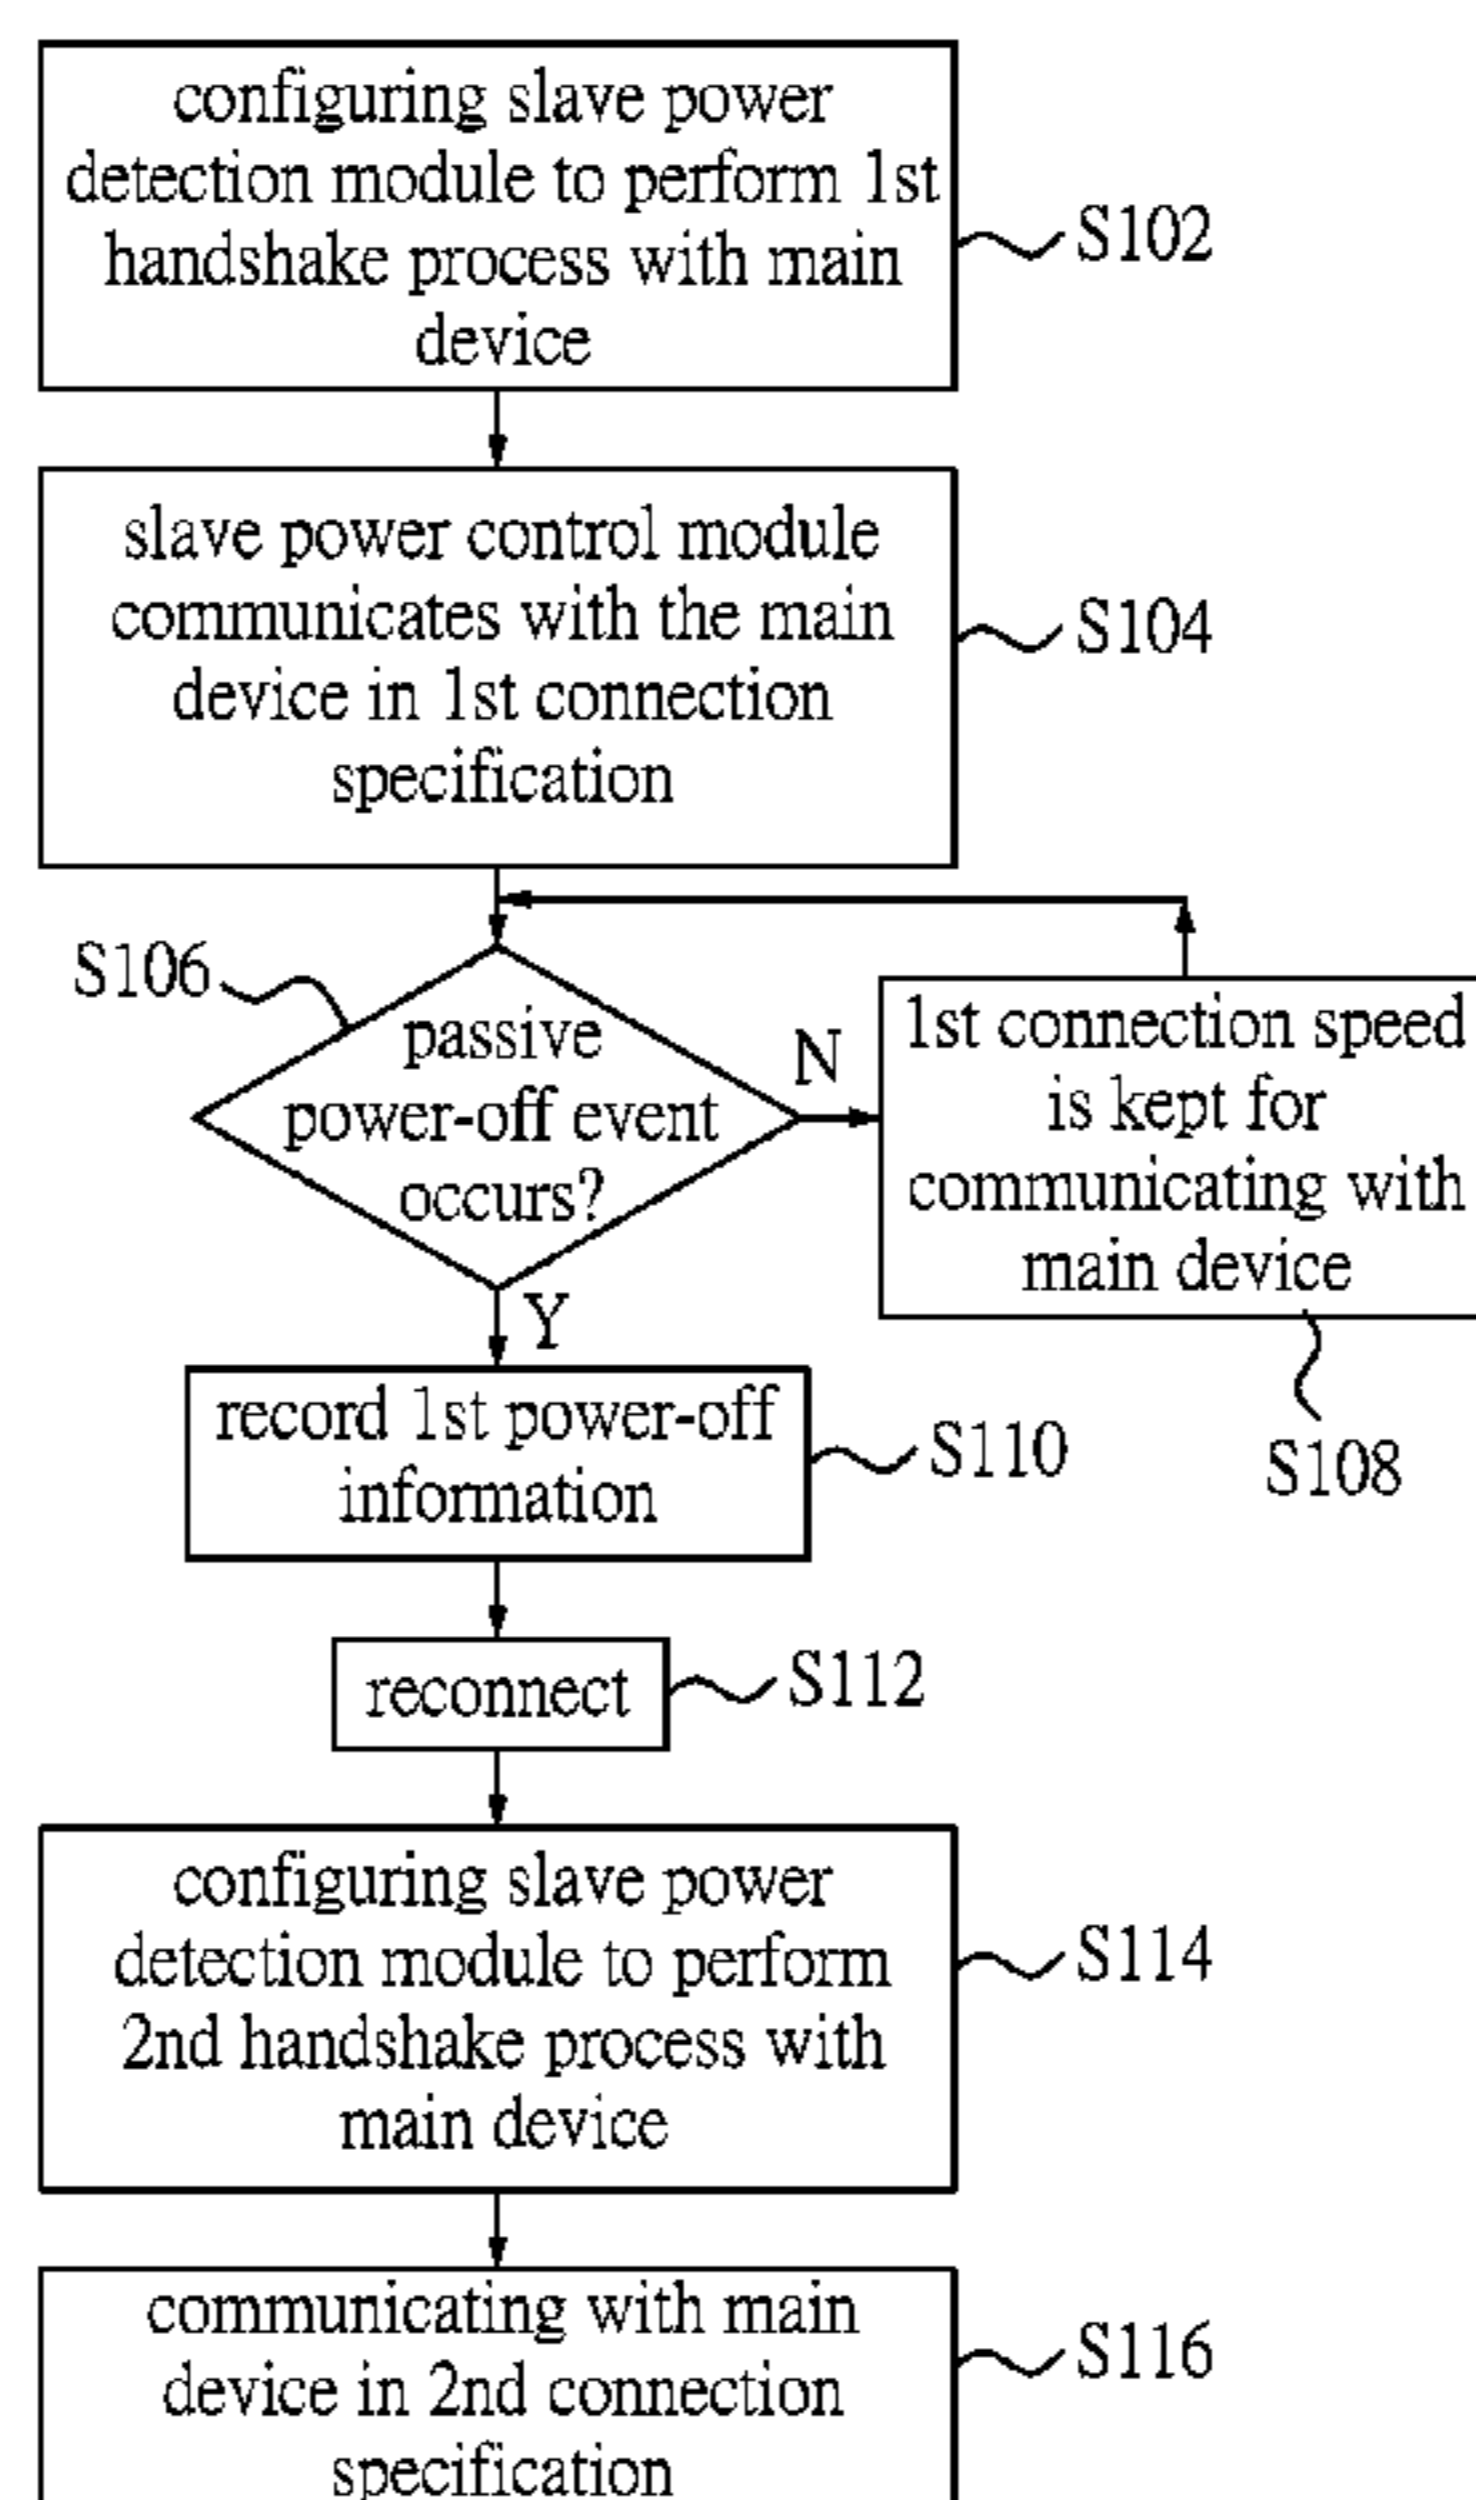 configuring slave power
detection module to perform 1st
handshake process with main
device
S102
slave power control module
communicates with the main
device in 1st connection
specification
S104
S106
passive
power-off event
occurs?
N
1st connection speed
is kept for
communicating with
main device
S108
Y
record 1st power-off
information
S110
reconnect
S112
configuring slave power
detection module to perform
2nd handshake process with
main device
S114
communicating with main
device in 2nd connection
specification
S116